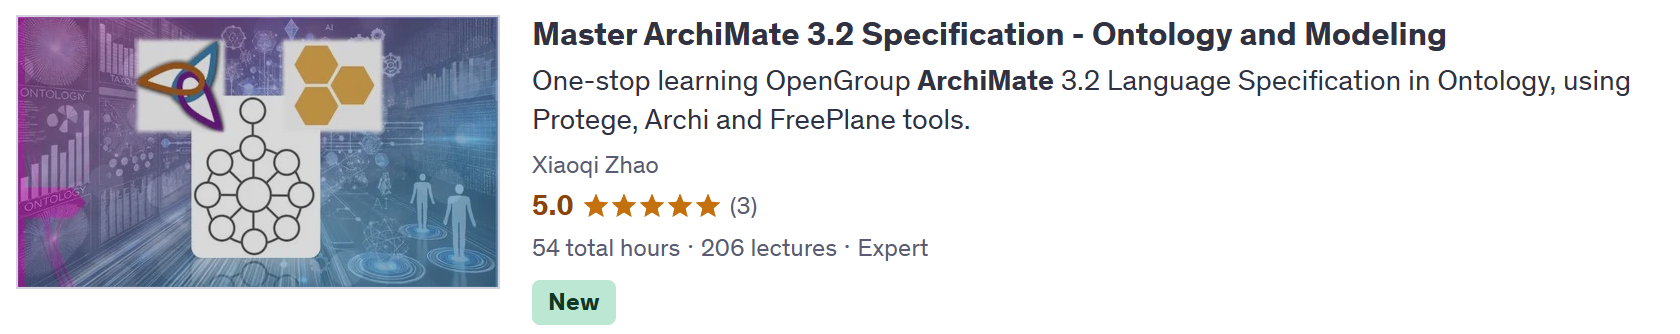 Master ArchiMate 3.2 Specification - Ontology and Modeling
One-stop learning OpenGroup ArchiMate 3.2 Language Specification in Ontology, using
Protege, Archi and FreePlane tools.
Xiaoqi Zhao
5.0 ★★★★★ (3)
54 total hours · 206 lectures · Expert
New
AI
ONTOLOGY
ONTOLOGY
AI